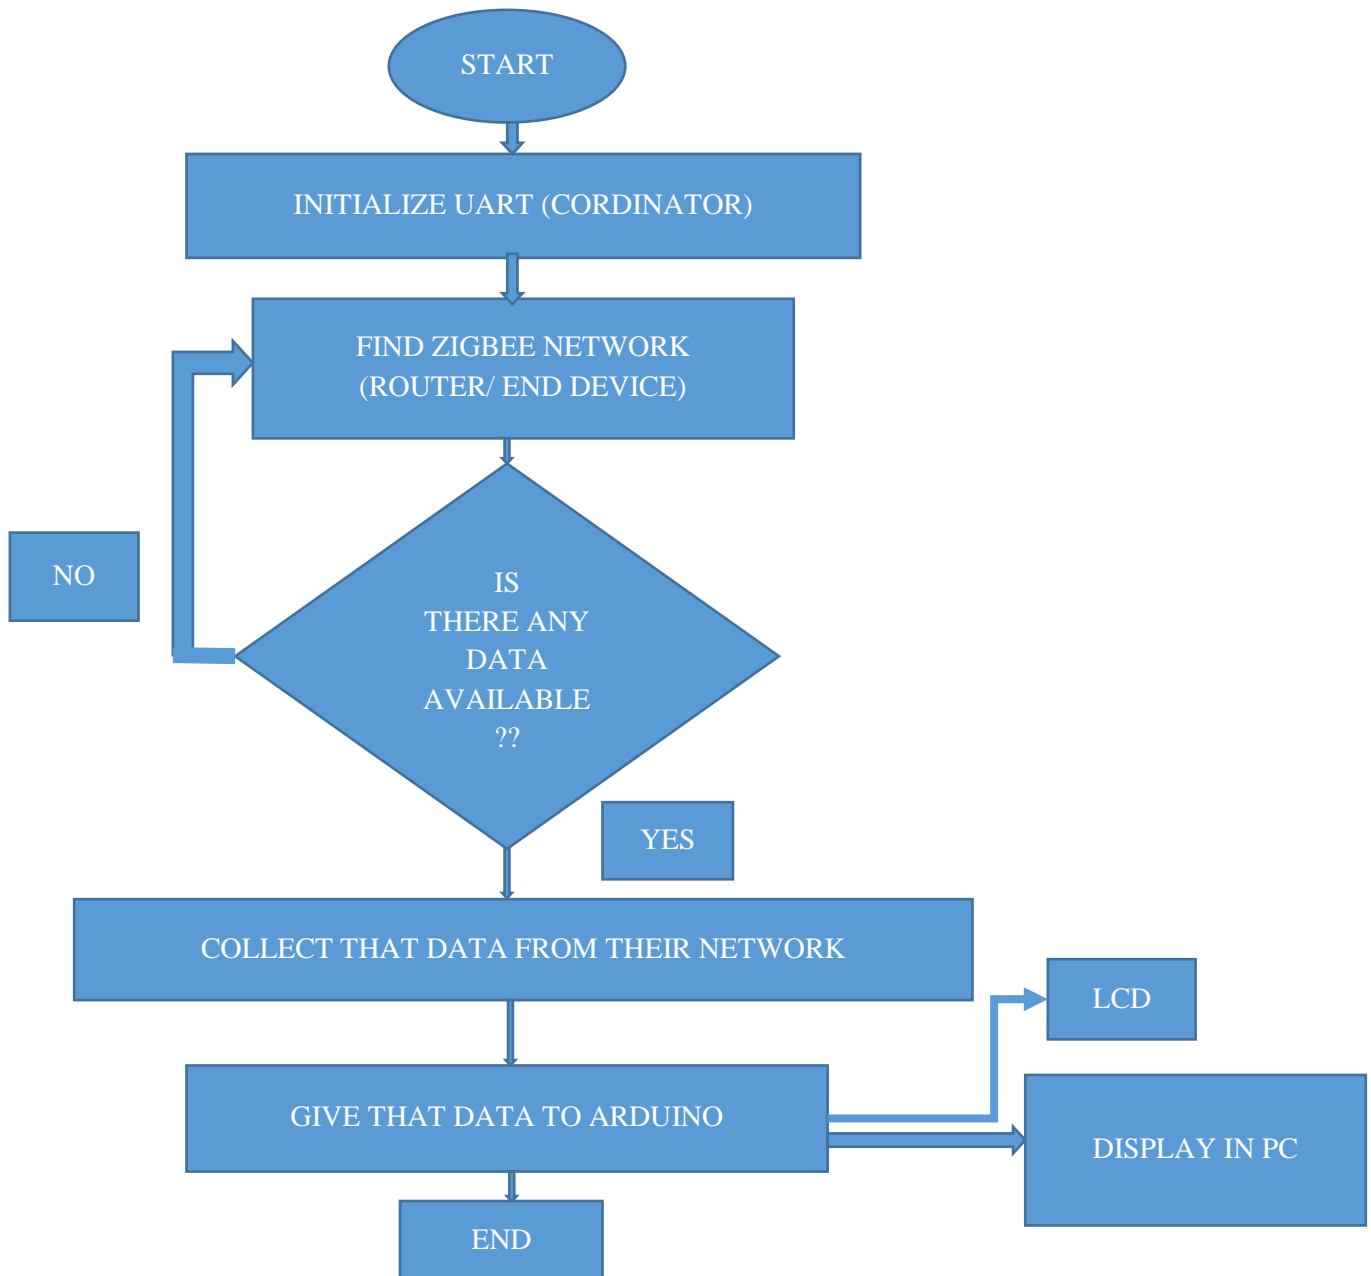 START
INITIALIZE UART (CORDINATOR)
FIND ZIGBEE NETWORK
(ROUTER/ END DEVICE)
NO
IS
THERE ANY
DATA
AVAILABLE
??
YES
COLLECT THAT DATA FROM THEIR NETWORK
LCD
GIVE THAT DATA TO ARDUINO
DISPLAY IN PC
END